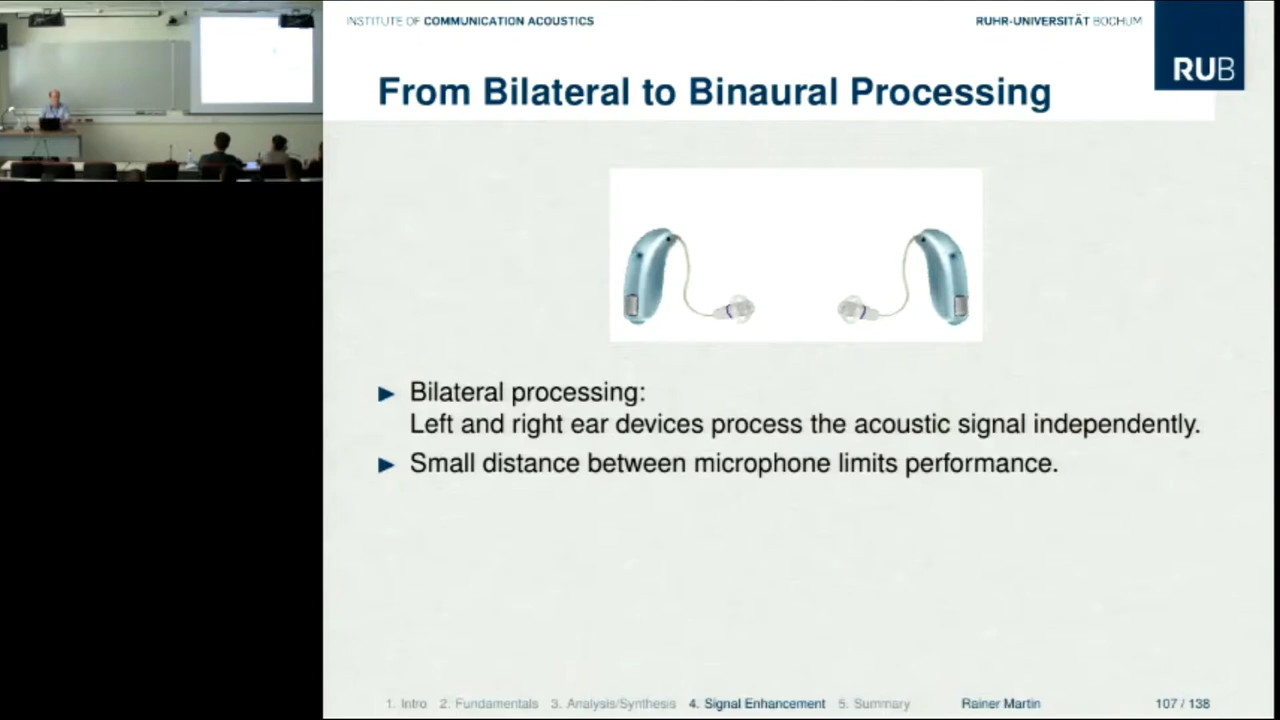 INSTITUTE OF COMMUNICATION ACOUSTICS
RUHR-UNIVERSITÄT BOCHUM
RUB
From Bilateral to Binaural Processing
Bilateral processing:
Left and right ear devices process the acoustic signal independently.
Small distance between microphone limits performance.
1. Intro 2. Fundamentals 3. Analysis/Synthesis 4. Signal Enhancement 5. Summary Rainer Martin 107 / 138